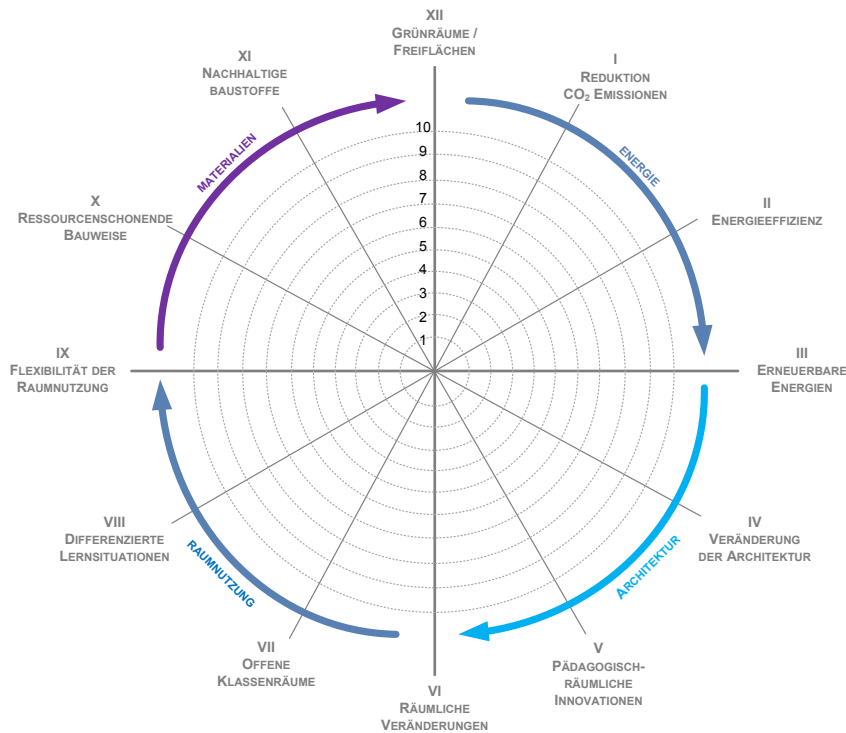 XII
GRÜNRÄUME /
FREIFLÄCHEN
I
REDUKTION
CO₂ EMISSIONEN
ENERGIE
II
ENERGIEEFFIZIENZ
III
ERNEUERBARE
ENERGIEN
IV
VERÄNDERUNG
DER ARCHITEKTUR
ARCHITEKTUR
V
PÄDAGOGISCH-
RÄUMLICHE
INNOVATIONEN
VI
RÄUMLICHE
VERÄNDERUNGEN
VII
OFFENE
KLASSENRÄUME
RAUMNUTZUNG
VIII
DIFFERENZIERTE
LERNSITUATIONEN
IX
FLEXIBILITÄT DER
RAUMNUTZUNG
X
RESSOURCENSCHONENDE
BAUWEISE
MATERIALIEN
XI
NACHHALTIGE
BAUSTOFFE
10
9
8
7
6
5
4
3
2
1